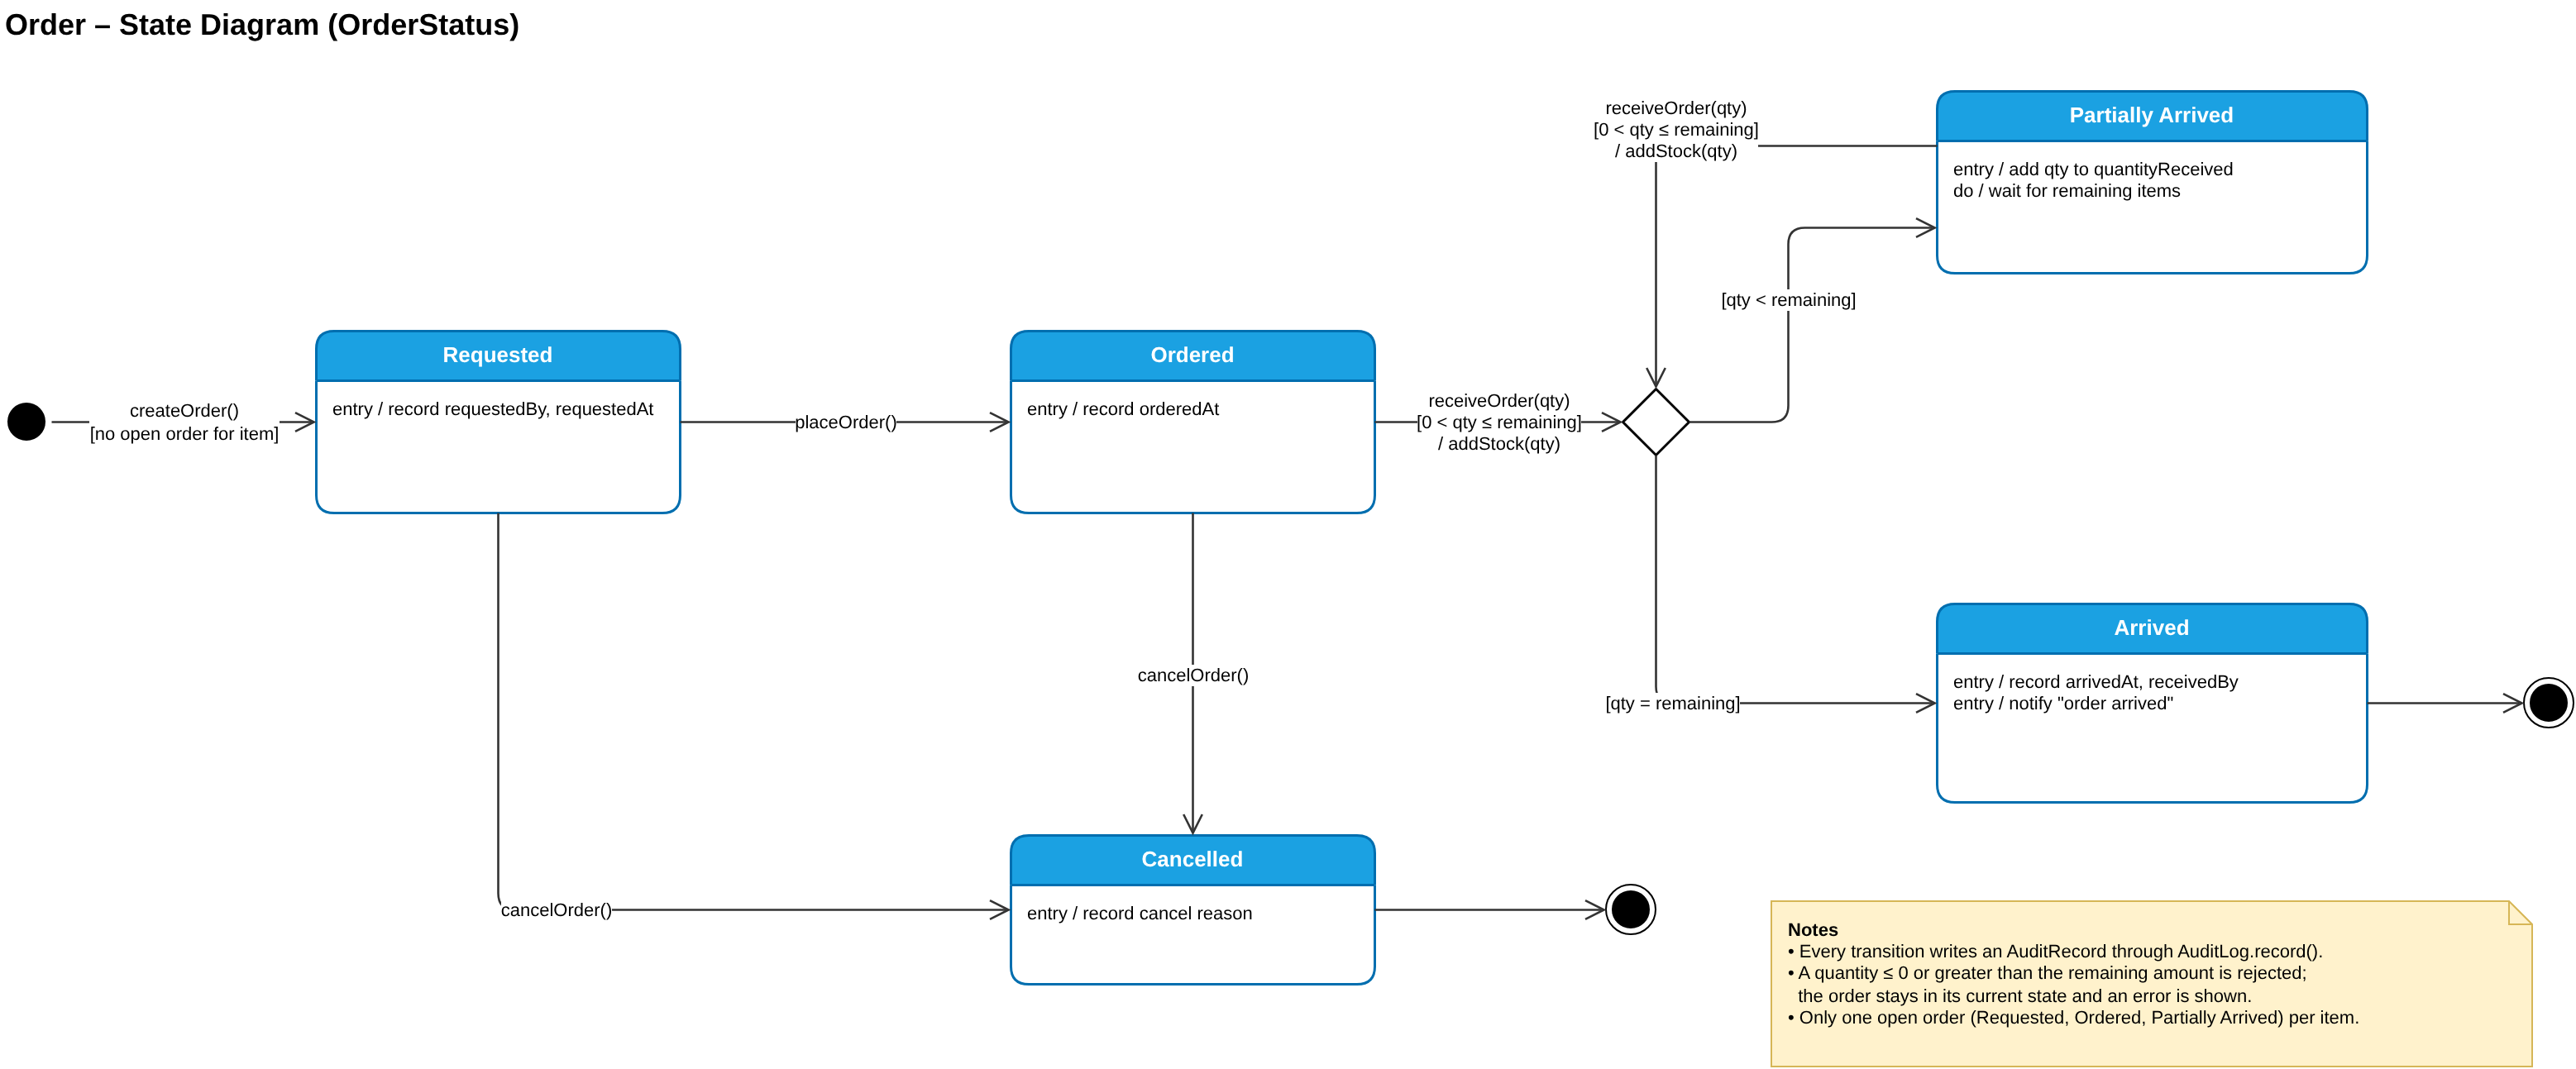 Order – State Diagram (OrderStatus)
receiveOrder(qty)
[0 < qty ≤ remaining]
/ addStock(qty)
Partially Arrived
entry / add qty to quantityReceived
do / wait for remaining items
[qty < remaining]
createOrder()
[no open order for item]
Requested
entry / record requestedBy, requestedAt
placeOrder()
Ordered
entry / record orderedAt
receiveOrder(qty)
[0 < qty ≤ remaining]
/ addStock(qty)
cancelOrder()
[qty = remaining]
Arrived
entry / record arrivedAt, receivedBy
entry / notify "order arrived"
cancelOrder()
Cancelled
entry / record cancel reason
Notes
• Every transition writes an AuditRecord through AuditLog.record().
• A quantity ≤ 0 or greater than the remaining amount is rejected;
the order stays in its current state and an error is shown.
• Only one open order (Requested, Ordered, Partially Arrived) per item.